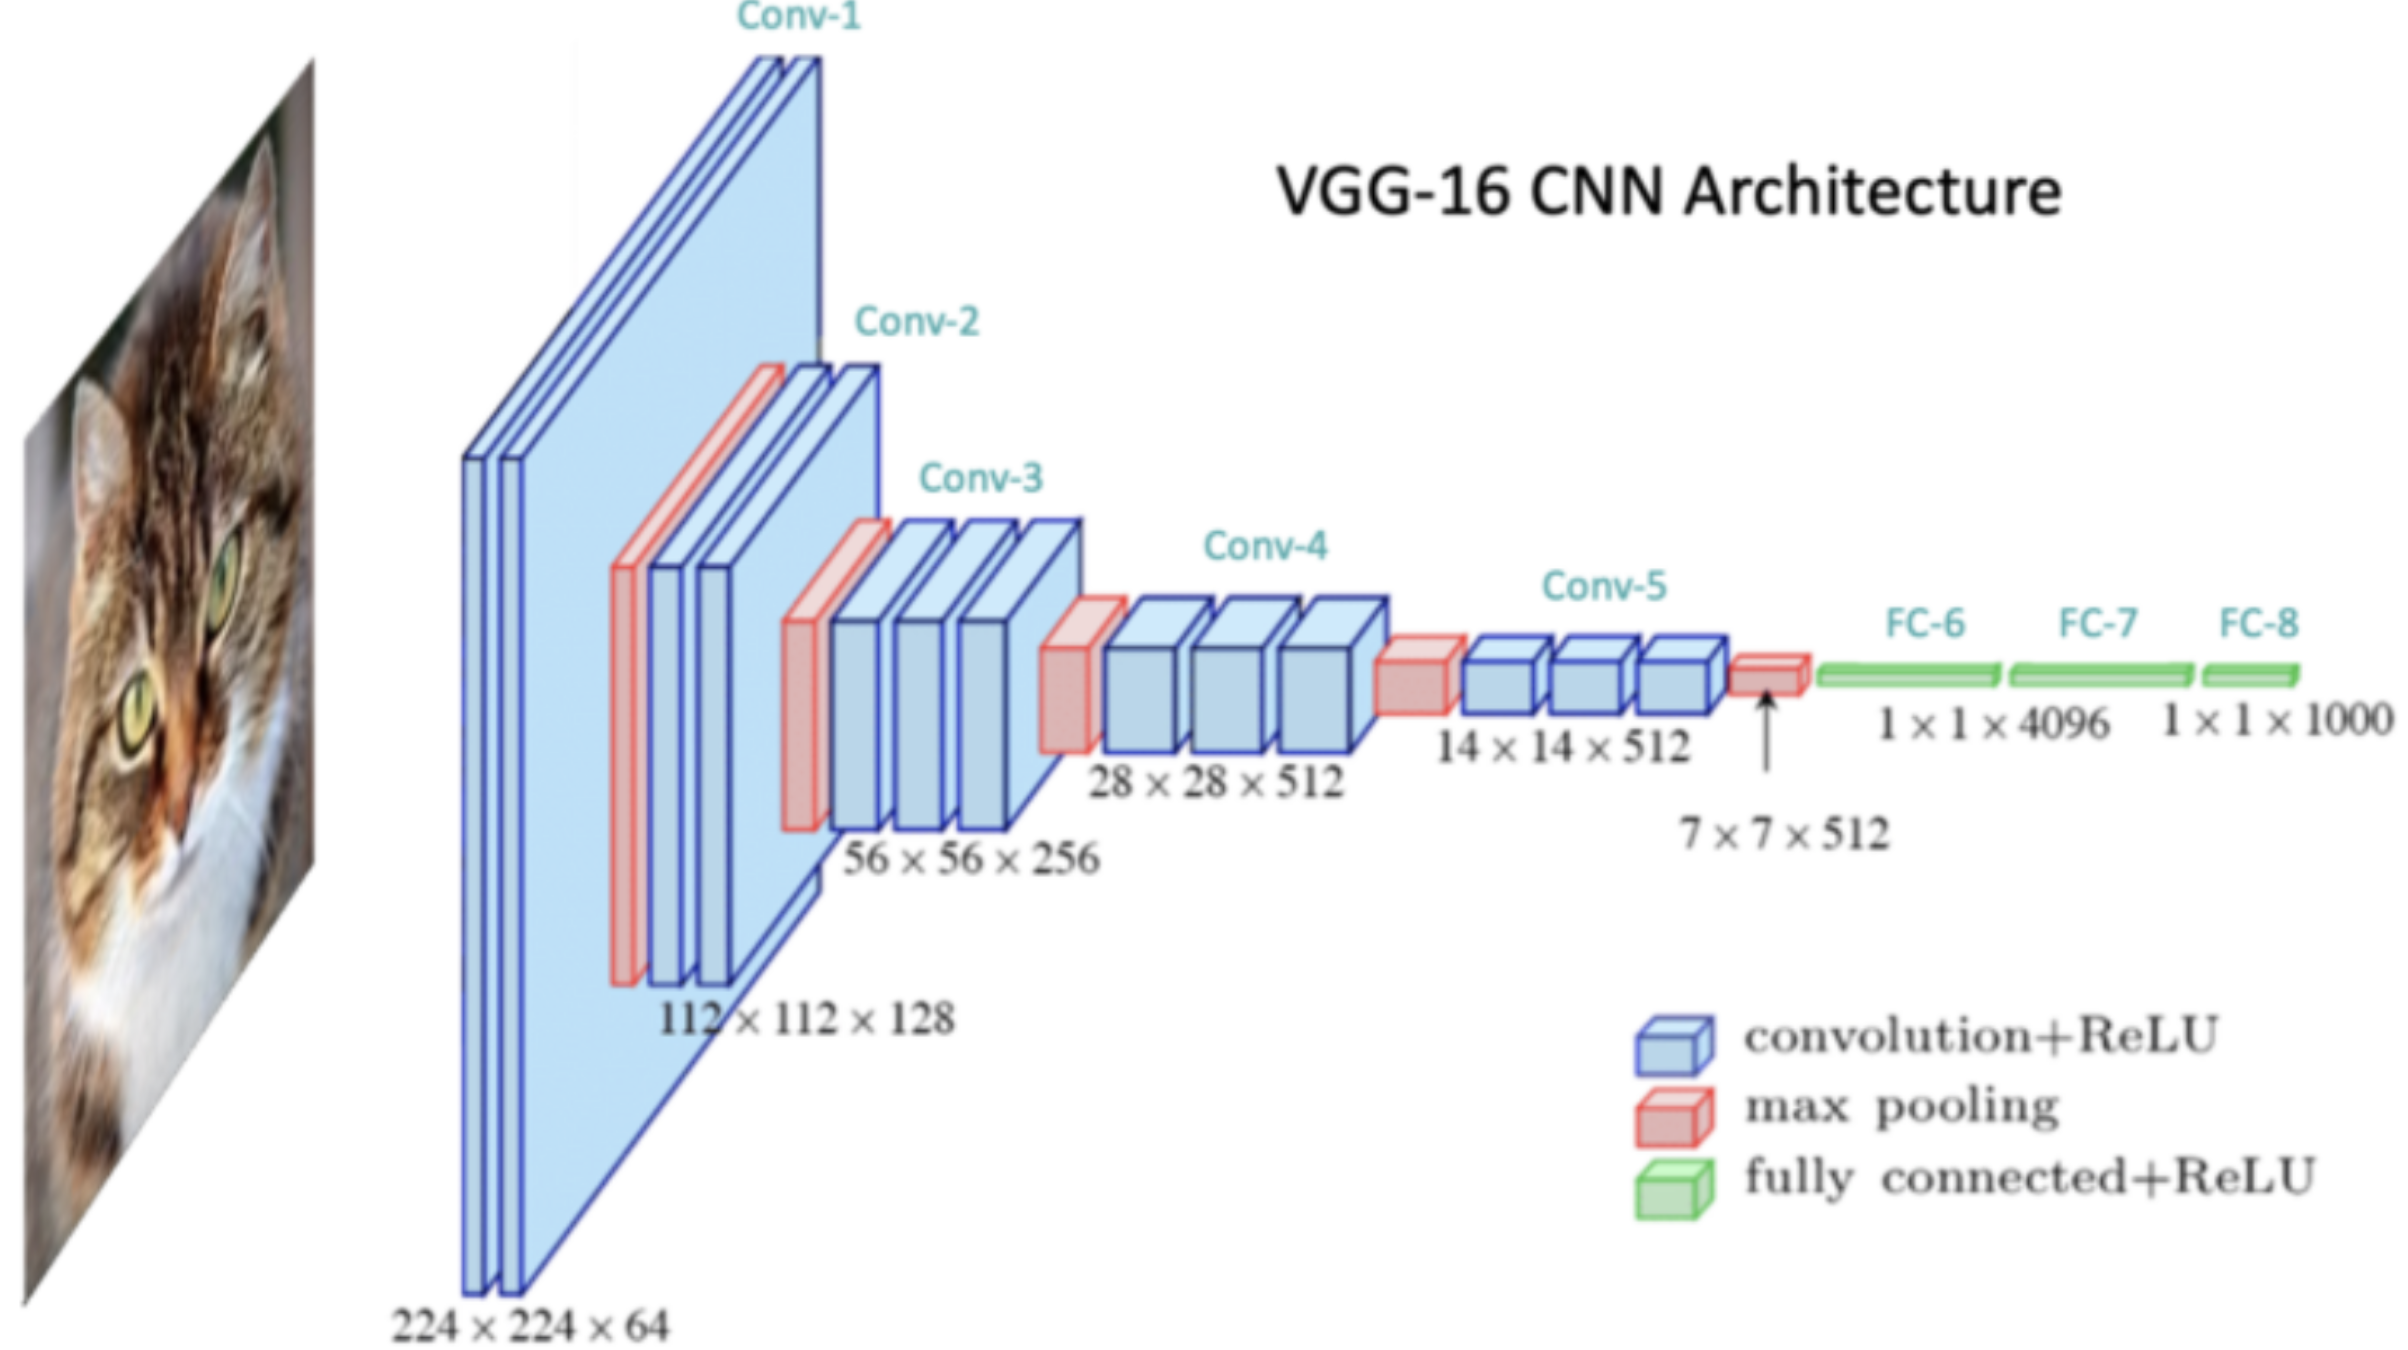 Conv-1
VGG-16 CNN Architecture
Conv-2
Conv-3
Conv-4
Conv-5
FC-6
FC-7
FC-8
1 × 1 × 4096
1 × 1 × 1000
14 × 14 × 512
28 × 28 × 512
7 × 7 × 512
56 × 56 × 256
112 × 112 × 128
224 × 224 × 64
convolution+ReLU
max pooling
fully connected+ReLU